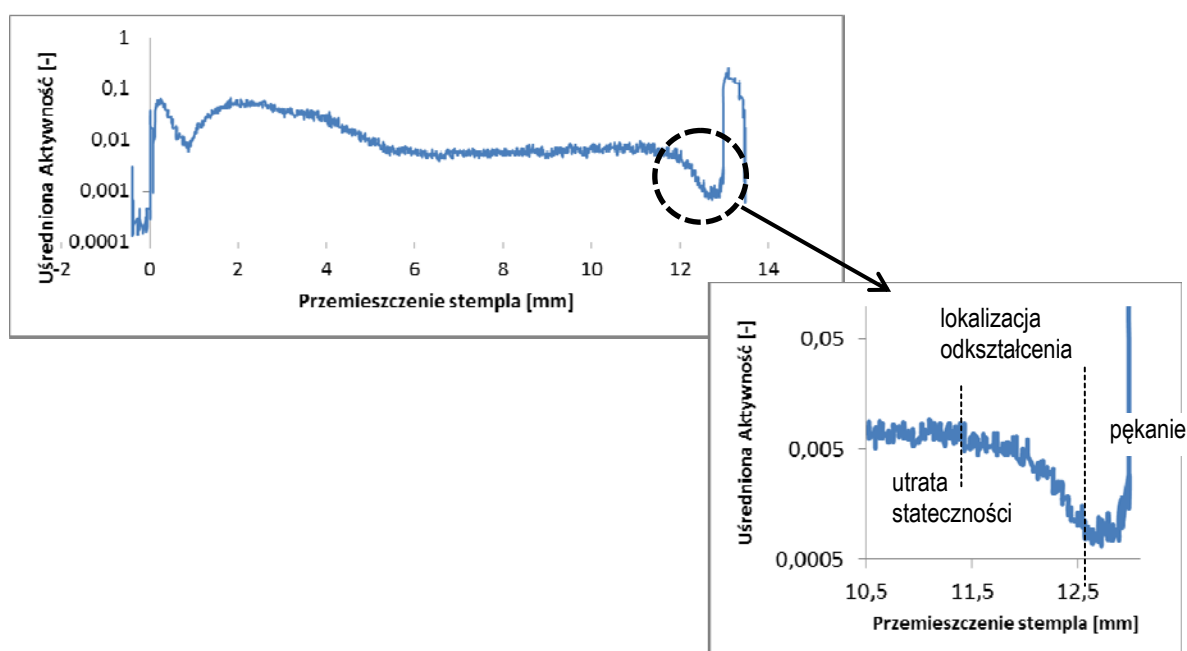 Uśredniona Aktywność [-]
1
0,1
0,01
0,001
0,0001
-2 0 2 4 6 8 10 12 14
Przemieszczenie stempla [mm]
Uśredniona Aktywność [-]
0,05
0,005
0,0005
lokalizacja
odkształcenia
pękanie
utrata
stateczności
10,5 11,5 12,5
Przemieszczenie stempla [mm]